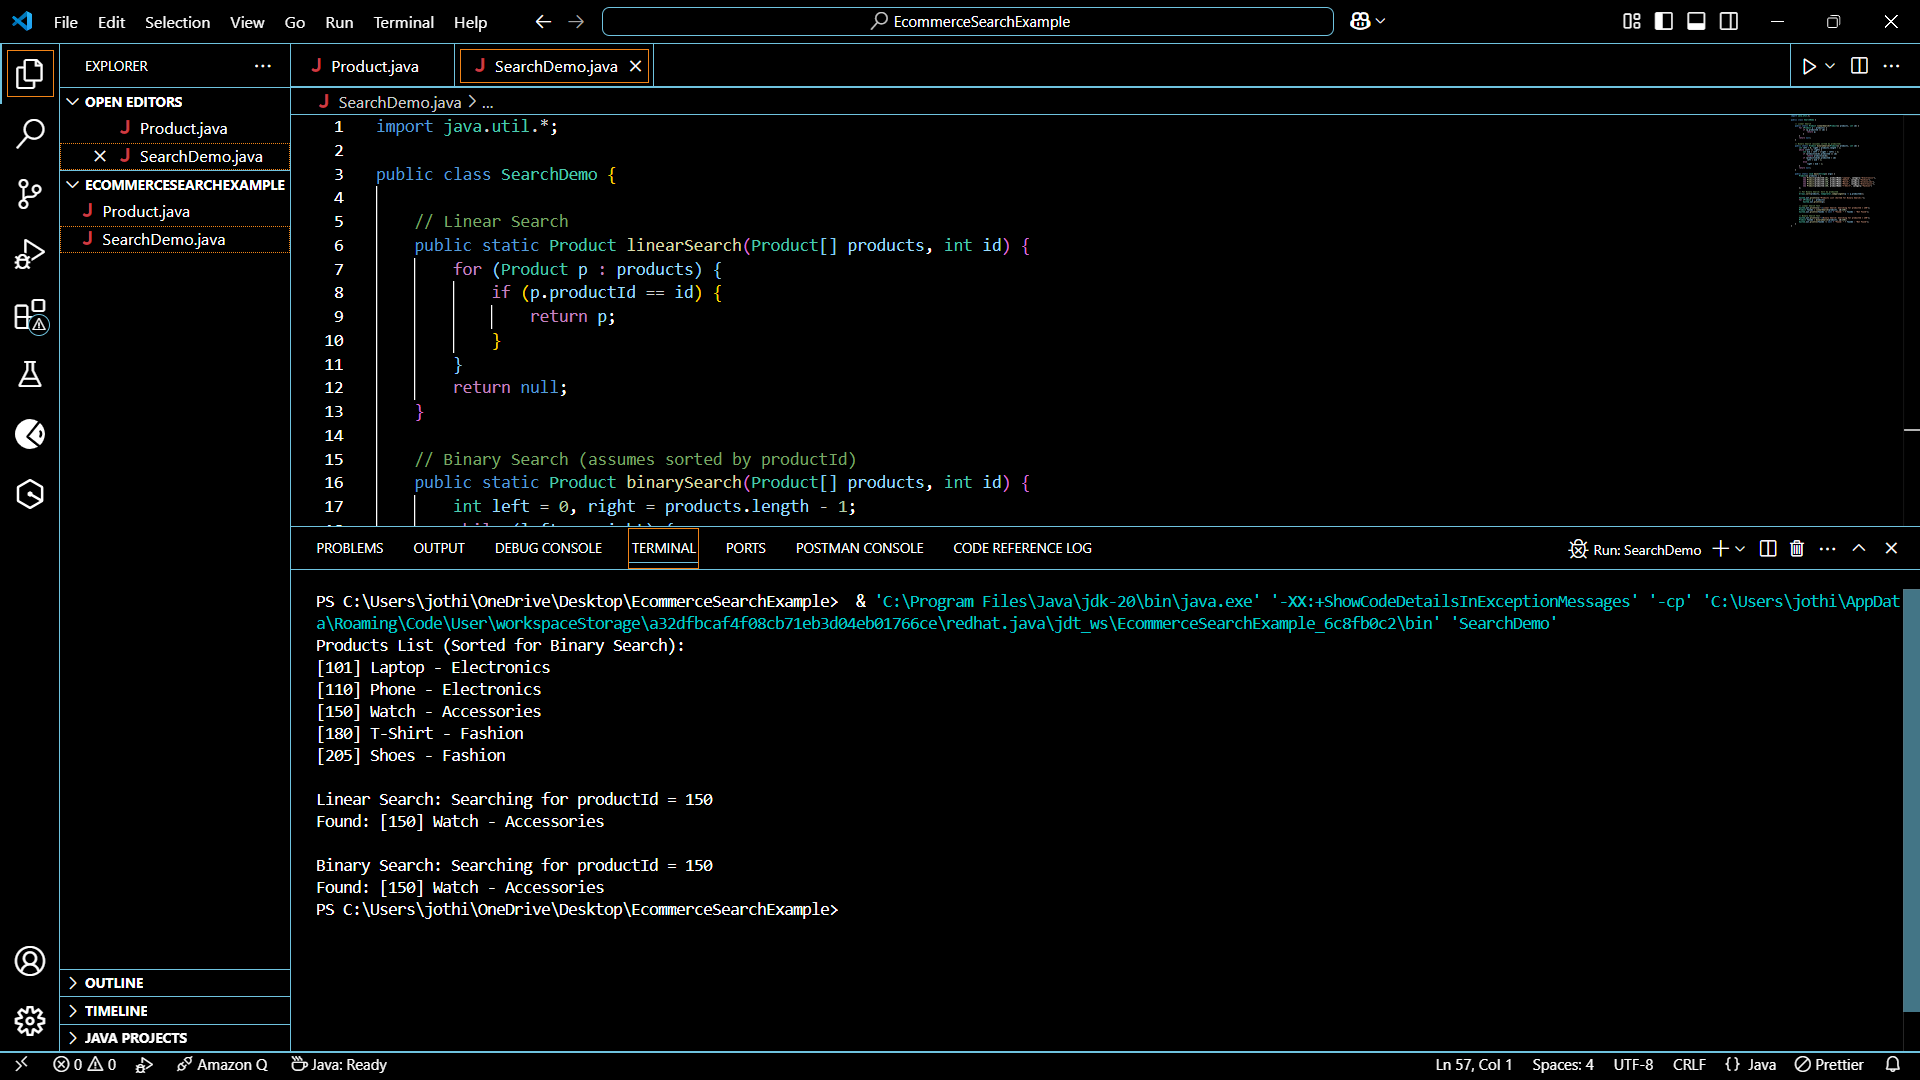 File Edit Selection View Go Run Terminal Help
EcommerceSearchExample
EXPLORER
OPEN EDITORS
Product.java
SearchDemo.java
ECOMMERCESEARCHEXAMPLE
Product.java
SearchDemo.java
OUTLINE
TIMELINE
JAVA PROJECTS
Product.java SearchDemo.java
SearchDemo.java > ...
1 import java.util.*;
2
3 public class SearchDemo {
4
5 // Linear Search
6 public static Product linearSearch(Product[] products, int id) {
7 for (Product p : products) {
8 if (p.productId == id) {
9 return p;
10 }
11 }
12 return null;
13 }
14
15 // Binary Search (assumes sorted by productId)
16 public static Product binarySearch(Product[] products, int id) {
17 int left = 0, right = products.length - 1;
PROBLEMS OUTPUT DEBUG CONSOLE TERMINAL PORTS POSTMAN CONSOLE CODE REFERENCE LOG
Run: SearchDemo
PS C:\Users\jothi\OneDrive\Desktop\EcommerceSearchExample> & 'C:\Program Files\Java\jdk-20\bin\java.exe' '-XX:+ShowCodeDetailsInExceptionMessages' '-cp' 'C:\Users\jothi\AppDat
a\Roaming\Code\User\workspaceStorage\a32dfbcaf4f08cb71eb3d04eb01766ce\redhat.java\jdt_ws\EcommerceSearchExample_6c8fb0c2\bin' 'SearchDemo'
Products List (Sorted for Binary Search):
[101] Laptop - Electronics
[110] Phone - Electronics
[150] Watch - Accessories
[180] T-Shirt - Fashion
[205] Shoes - Fashion
Linear Search: Searching for productId = 150
Found: [150] Watch - Accessories
Binary Search: Searching for productId = 150
Found: [150] Watch - Accessories
PS C:\Users\jothi\OneDrive\Desktop\EcommerceSearchExample>
0 0 Amazon Q Java: Ready
Ln 57, Col 1 Spaces: 4 UTF-8 CRLF {} Java Prettier